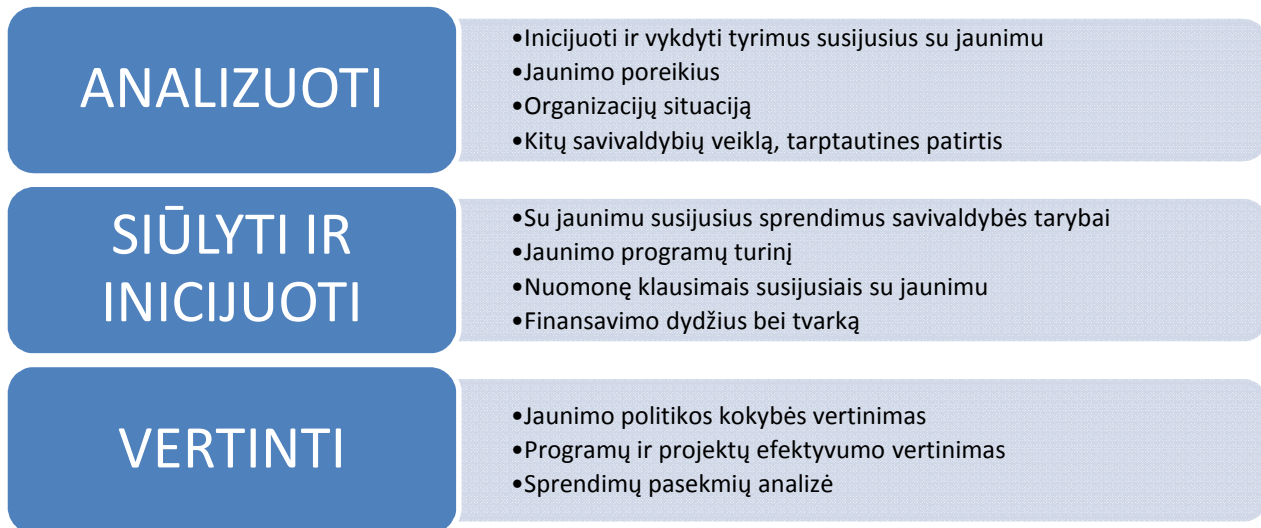 ANALIZUOTI
•Inicijuoti ir vykdyti tyrimus susijusius su jaunimu
•Jaunimo poreikius
•Organizacijų situaciją
•Kitų savivaldybių veiklą, tarptautines patirtis
SIŪLYTI IR
INICIJUOTI
•Su jaunimu susijusius sprendimus savivaldybės tarybai
•Jaunimo programų turinį
•Nuomonę klausimais susijusiais su jaunimu
•Finansavimo dydžius bei tvarką
VERTINTI
•Jaunimo politikos kokybės vertinimas
•Programų ir projektų efektyvumo vertinimas
•Sprendimų pasekmių analizė